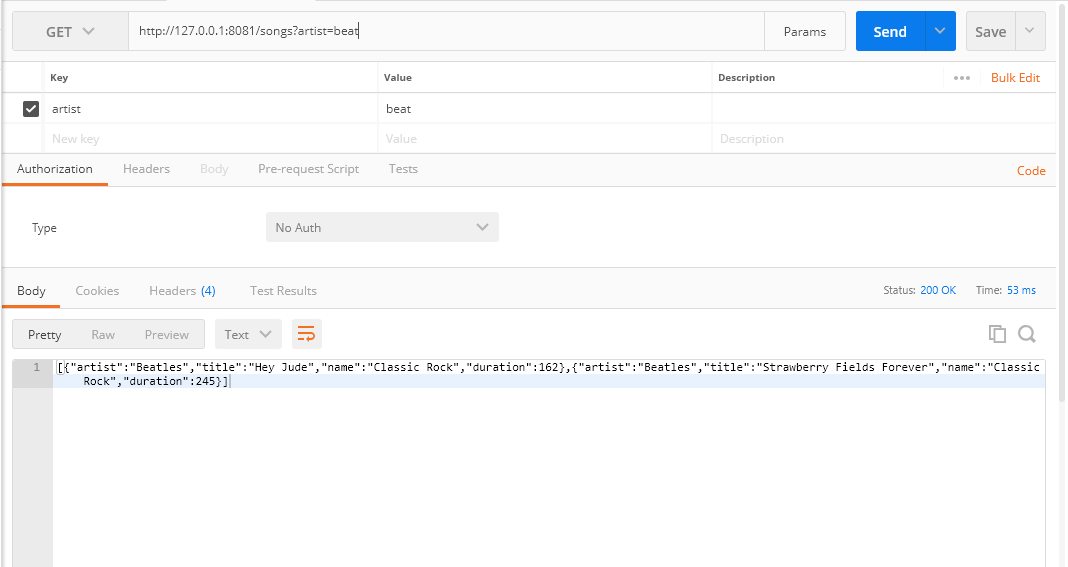 GET http://127.0.0.1:8081/songs?artist=beat Params Send Save
Key Value Description ••• Bulk Edit
artist beat
New key Value Description
Authorization Headers Body Pre-request Script Tests Code
Type No Auth
Body Cookies Headers (4) Test Results Status: 200 OK Time: 53 ms
Pretty Raw Preview Text
1 [{"artist":"Beatles","title":"Hey Jude","name":"Classic Rock","duration":162},{"artist":"Beatles","title":"Strawberry Fields Forever","name":"Classic
Rock","duration":245}]